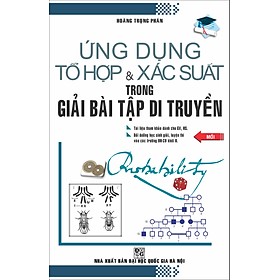 HOÀNG TRỌNG PHÁN
ỨNG DỤNG
TỔ HỢP & XÁC SUẤT
TRONG
GIẢI BÀI TẬP DI TRUYỀN
Tài liệu tham khảo dành cho GV, HS.
Bồi dưỡng học sinh giỏi, luyện thi
vào các trường ĐH-CĐ khối B.
MỚI
Probability
NHÀ XUẤT BẢN ĐẠI HỌC QUỐC GIA HÀ NỘI